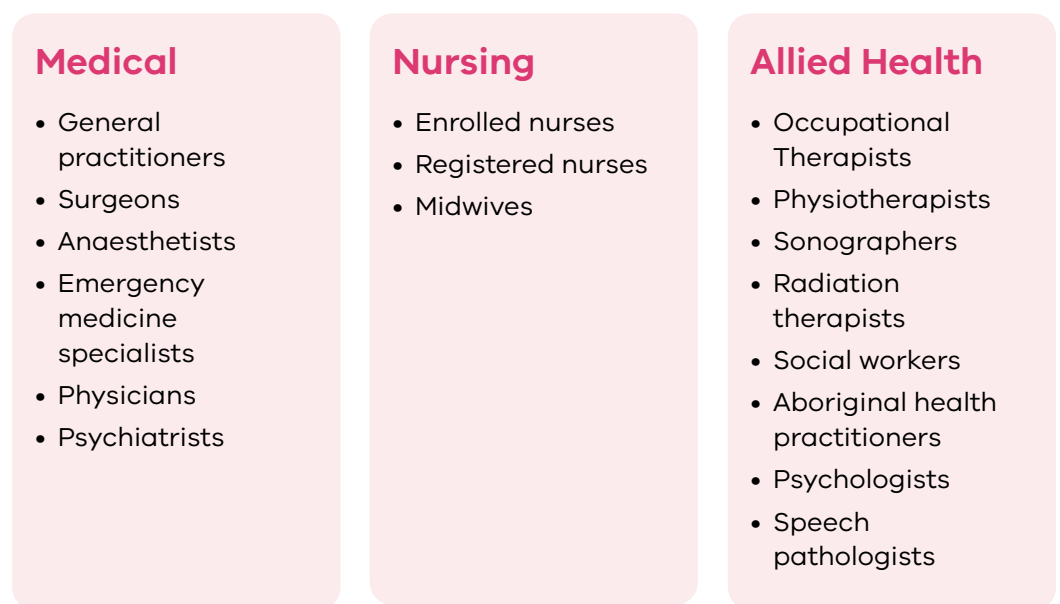 Medical
• General
practitioners
• Surgeons
• Anaesthetists
• Emergency
medicine
specialists
• Physicians
• Psychiatrists
Nursing
• Enrolled nurses
• Registered nurses
• Midwives
Allied Health
• Occupational
Therapists
• Physiotherapists
• Sonographers
• Radiation
therapists
• Social workers
• Aboriginal health
practitioners
• Psychologists
• Speech
pathologists